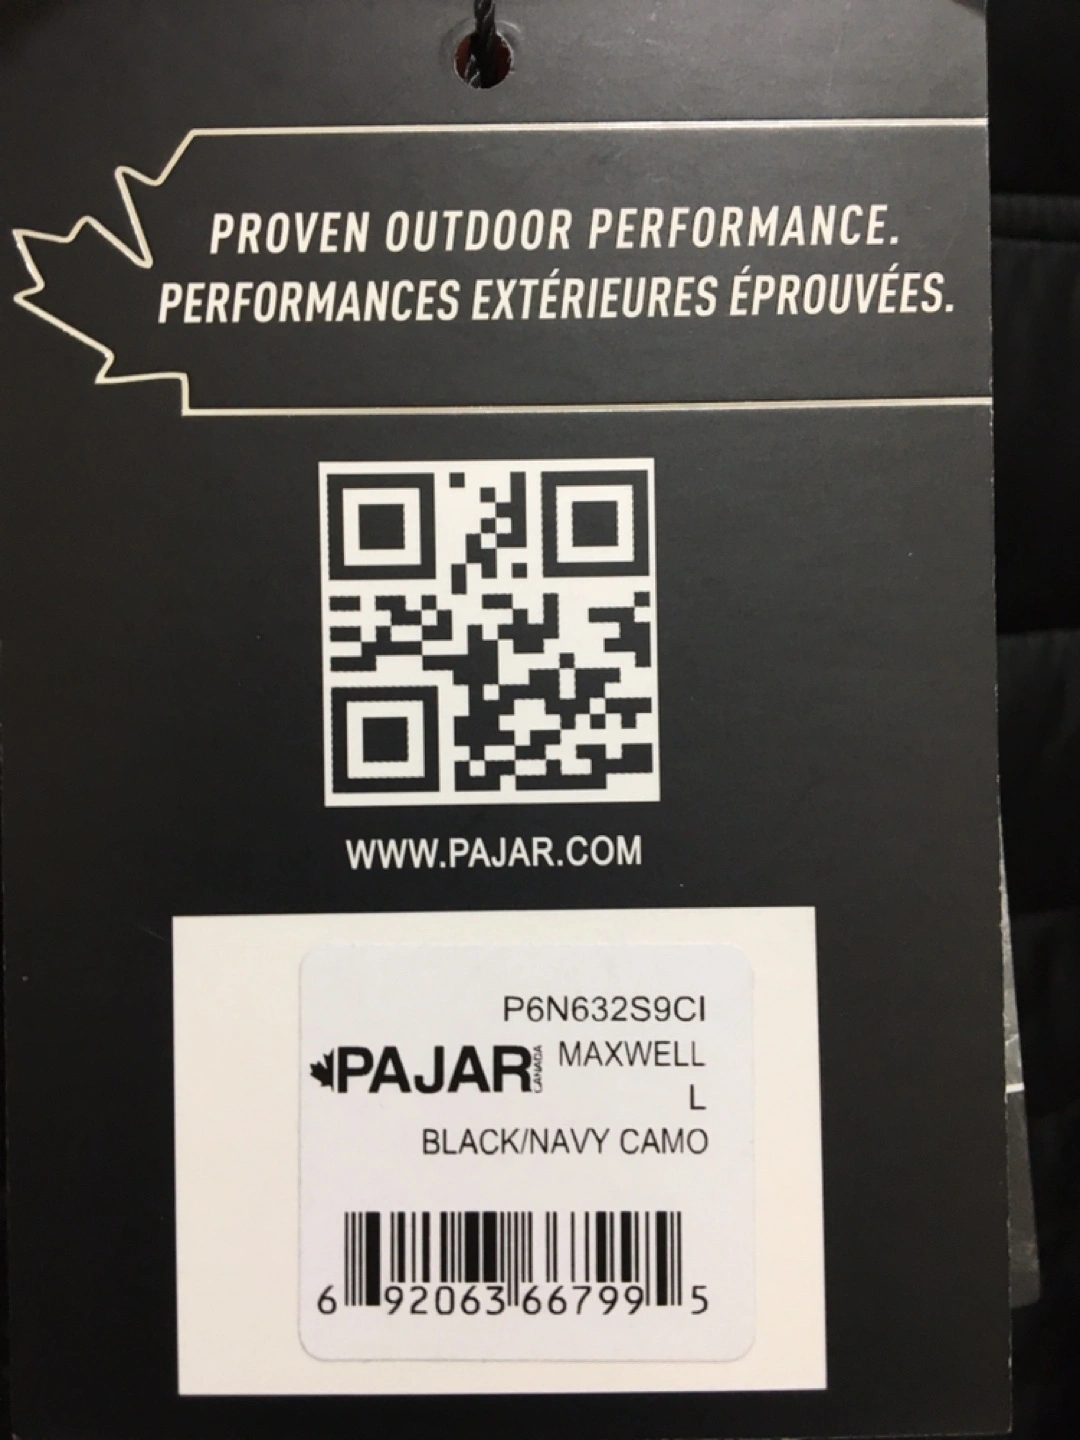 PROVEN OUTDOOR PERFORMANCE.
PERFORMANCES EXTÉRIEURES ÉPROUVÉES.
WWW.PAJAR.COM
P6N632S9CI
PAJAR CANADA MAXWELL
L
BLACK/NAVY CAMO
6 92063 66799 5